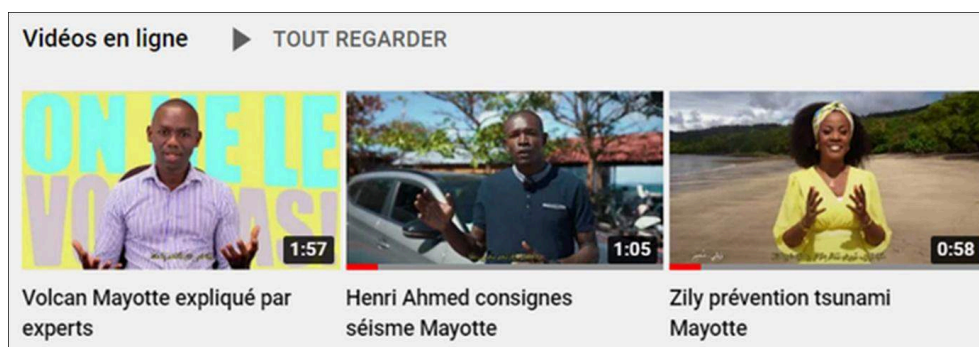 Vidéos en ligne ▶ TOUT REGARDER
ON NE LE
1:57
1:05
0:58
Volcan Mayotte expliqué par
experts
Henri Ahmed consignes
séisme Mayotte
Zily prévention tsunami
Mayotte